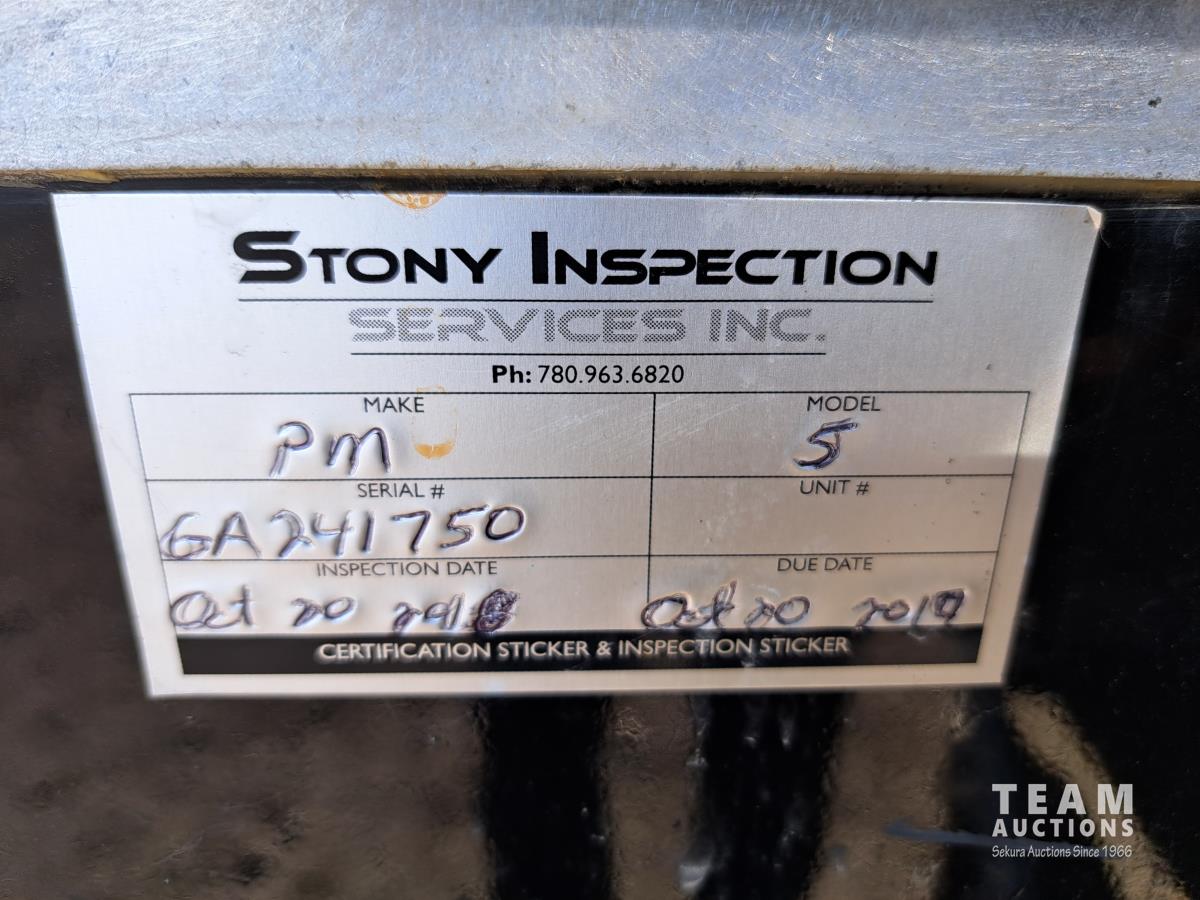 STONY INSPECTION
SERVICES INC.
Ph: 780.963.6820
MAKE MODEL
PM 5
SERIAL # UNIT #
GA241750
INSPECTION DATE DUE DATE
Oct 20 Oct 20 2019
CERTIFICATION STICKER & INSPECTION STICKER
TEAM
AUCTIONS
Sekura Auctions Since 1966